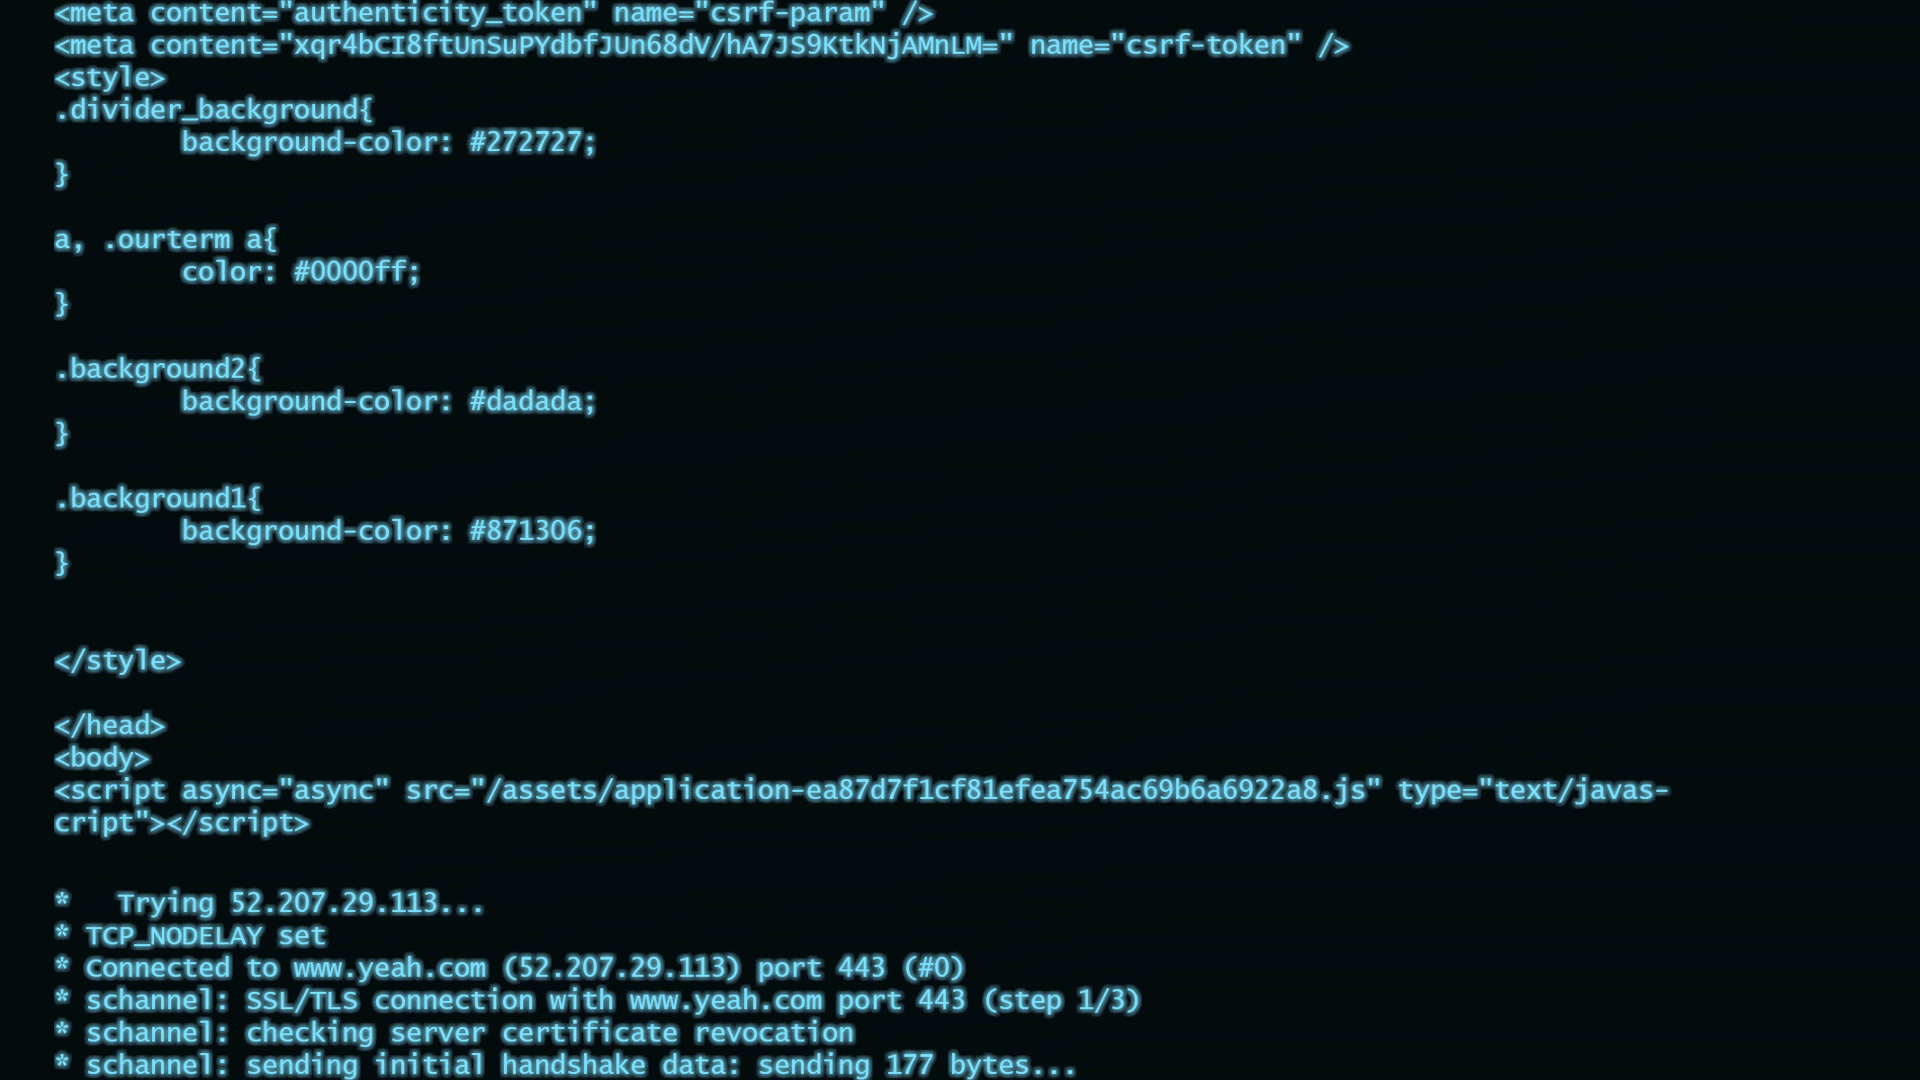 <meta content="authenticity_token" name="csrf-param" />
<meta content="xqr4bCI8ftUnSuPYdbfJUn68dV/hA7JS9KtkNjAMnLM=" name="csrf-token" />
<style>
.divider_background{
        background-color: #272727;
}
a, .ourterm a{
        color: #0000ff;
}
.background2{
        background-color: #dadada;
}
.background1{
        background-color: #871306;
}
</style>
</head>
<body>
<script async="async" src="/assets/application-ea87d7f1cf81efea754ac69b6a6922a8.js" type="text/javas-
cript"></script>
*   Trying 52.207.29.113...
* TCP_NODELAY set
* Connected to www.yeah.com (52.207.29.113) port 443 (#0)
* schannel: SSL/TLS connection with www.yeah.com port 443 (step 1/3)
* schannel: checking server certificate revocation
* schannel: sending initial handshake data: sending 177 bytes...